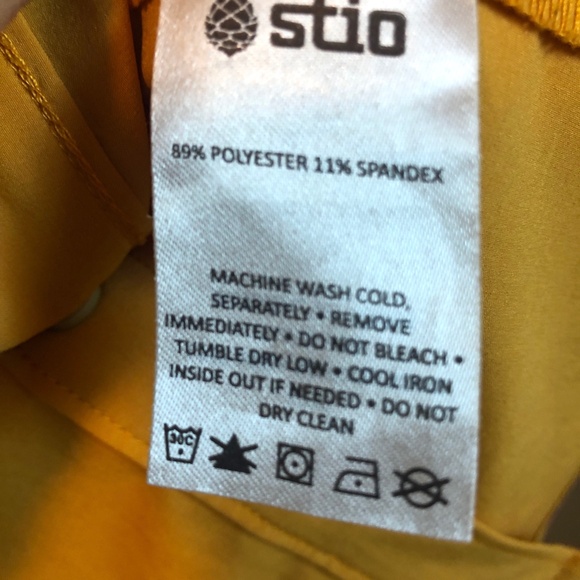 stio
89% POLYESTER 11% SPANDEX
MACHINE WASH COLD,
SEPARATELY • REMOVE
IMMEDIATELY • DO NOT BLEACH •
TUMBLE DRY LOW • COOL IRON
INSIDE OUT IF NEEDED • DO NOT
DRY CLEAN
30C